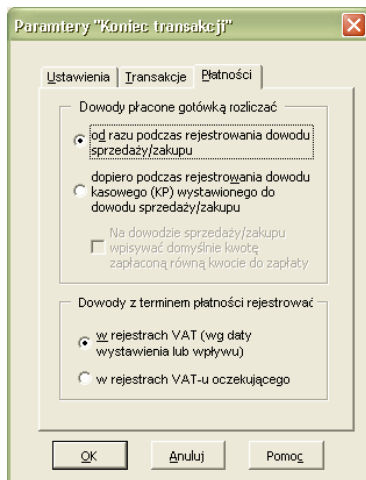 Paramtery "Koniec transakcji"
Ustawienia Transakcje Płatności
Dowody płacone gotówką rozliczać
od razu podczas rejestrowania dowodu
sprzedaży/zakupu
dopiero podczas rejestrowania dowodu
kasowego (KP) wystawionego do
dowodu sprzedaży/zakupu
Na dowodzie sprzedaży/zakupu
wpisywać domyślnie kwotę
zapłaconą równą kwocie do zapłaty
Dowody z terminem płatności rejestrować
w rejestrach VAT (wg daty
wystawienia lub wpływu)
w rejestrach VAT-u oczekującego
OK Anuluj Pomoc